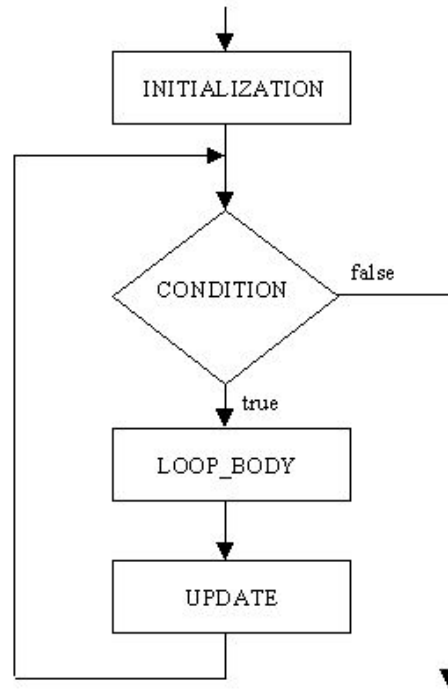 INITIALIZATION
CONDITION
false
true
LOOP_BODY
UPDATE